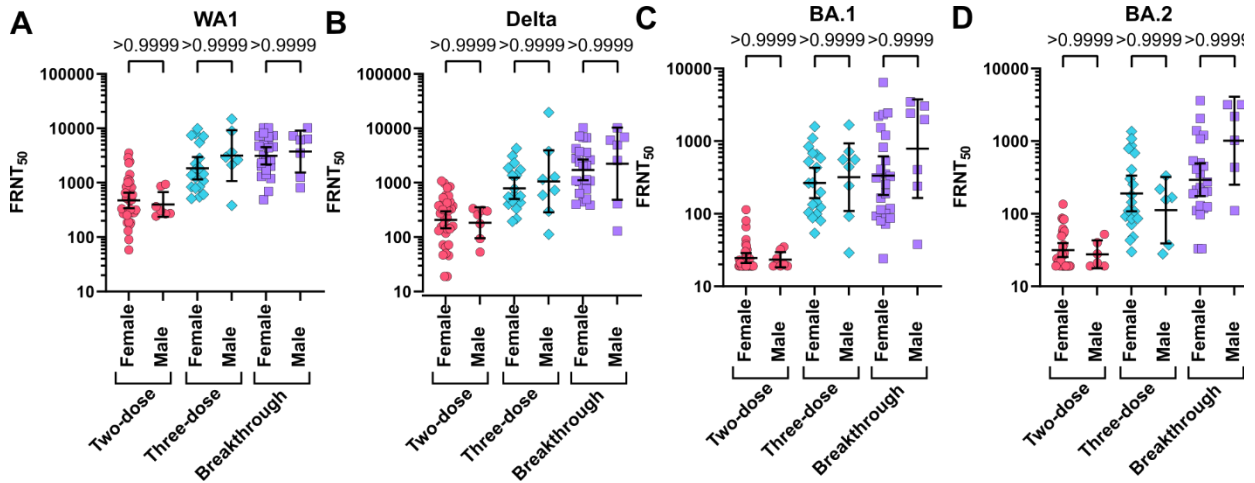 A
WA1
>0.9999 >0.9999 >0.9999
FRNT50
100000
10000
1000
100
10
Female Male Female Male Female Male
Two-dose Three-dose Breakthrough
B
Delta
>0.9999 >0.9999 >0.9999
FRNT50
100000
10000
1000
100
10
Female Male Female Male Female Male
Two-dose Three-dose Breakthrough
C
BA.1
>0.9999 >0.9999 >0.9999
FRNT50
10000
1000
100
10
Female Male Female Male Female Male
Two-dose Three-dose Breakthrough
D
BA.2
>0.9999 >0.9999 >0.9999
FRNT50
10000
1000
100
10
Female Male Female Male Female Male
Two-dose Three-dose Breakthrough